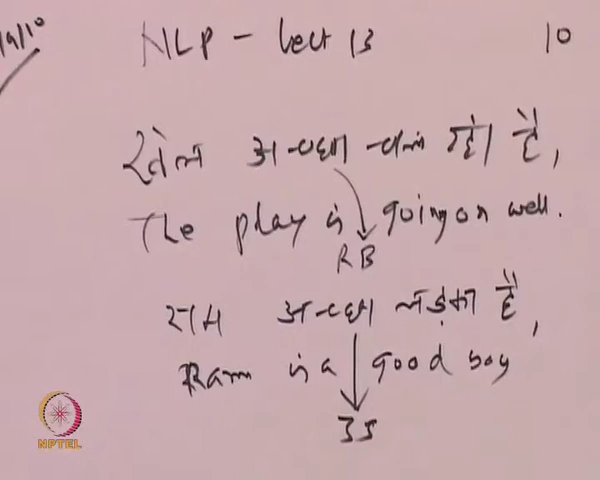 NLP - Lect 13 10
खेल अच्छा चल रहा है,
The play is going on well.
RB
राम अच्छा लड़का है,
Ram is a good boy
JJ
NPTEL